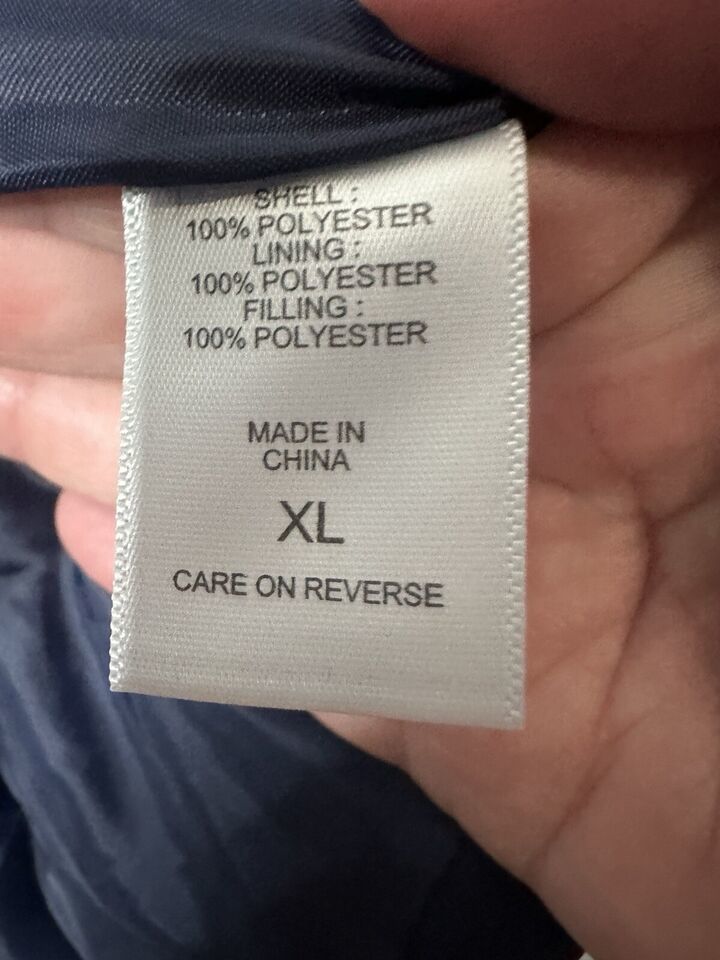 SHELL :
100% POLYESTER
LINING :
100% POLYESTER
FILLING :
100% POLYESTER
MADE IN
CHINA
XL
CARE ON REVERSE